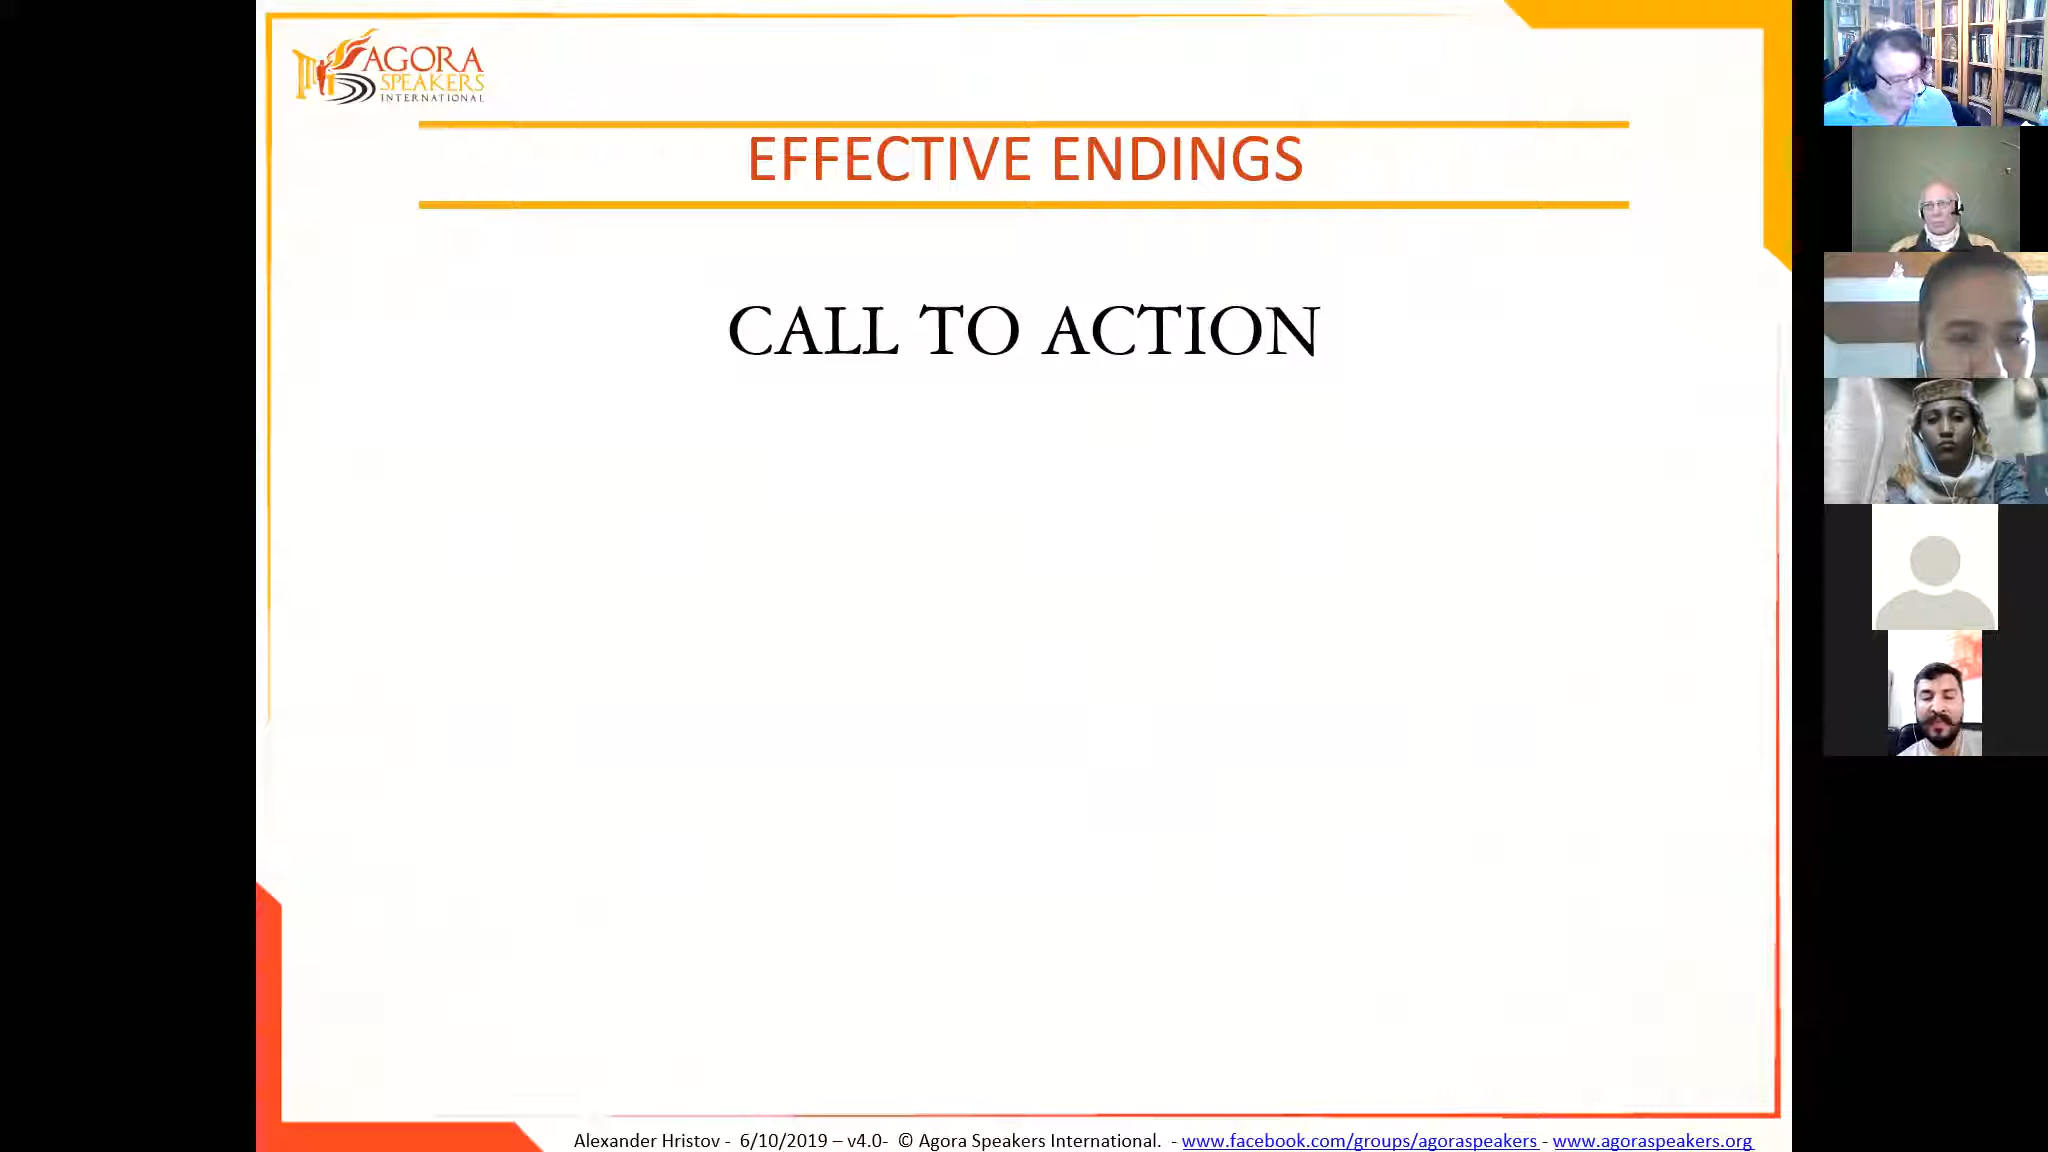 AGORA
SPEAKERS
INTERNATIONAL
EFFECTIVE ENDINGS
CALL TO ACTION
Alexander Hristov - 6/10/2019 – v4.0- © Agora Speakers International. - www.facebook.com/groups/agoraspeakers - www.agoraspeakers.org